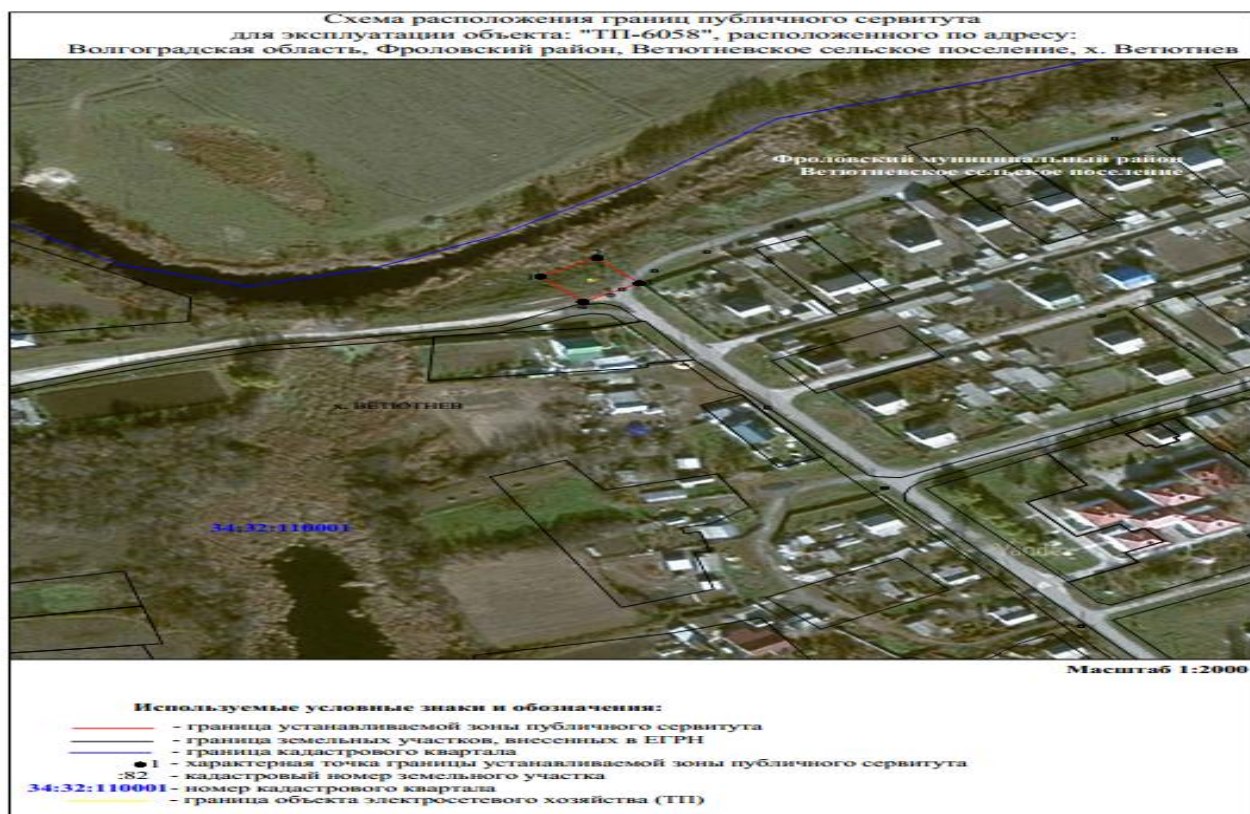 Схема расположения границ публичного сервитута
для эксплуатации объекта: "ТП-6058", расположенного по адресу:
Волгоградская область, Фроловский район, Ветютневское сельское поселение, х. Ветютнев
Фроловский муниципальный район
Ветютневское сельское поселение
х. ВЕТЮТНЕВ
34:32:110001
Yandex
Масштаб 1:2000
Используемые условные знаки и обозначения:
- граница устанавливаемой зоны публичного сервитута
- граница земельных участков, внесенных в ЕГРН
- граница кадастрового квартала
1 - характерная точка границы устанавливаемой зоны публичного сервитута
:82 - кадастровый номер земельного участка
34:32:110001 - номер кадастрового квартала
- граница объекта электросетевого хозяйства (ТП)